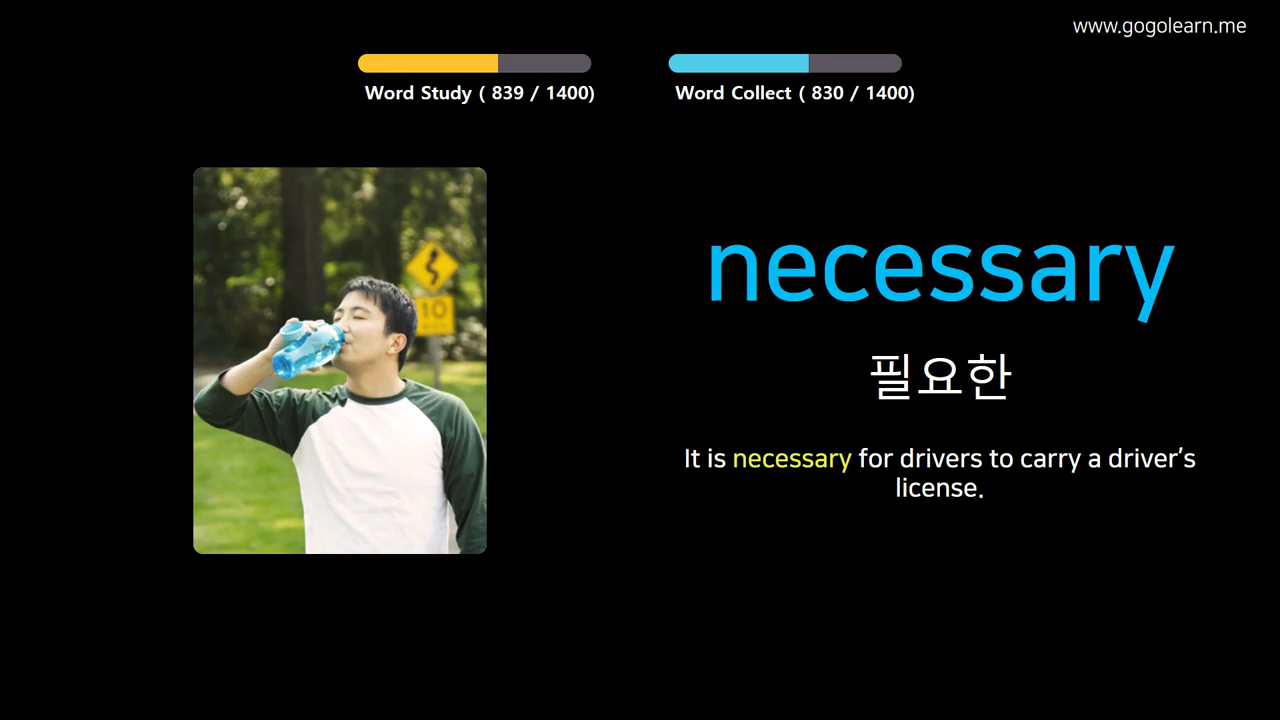 www.gogolearn.me
Word Study ( 839 / 1400)
Word Collect ( 830 / 1400)
10
necessary
필요한
It is necessary for drivers to carry a driver’s
license.